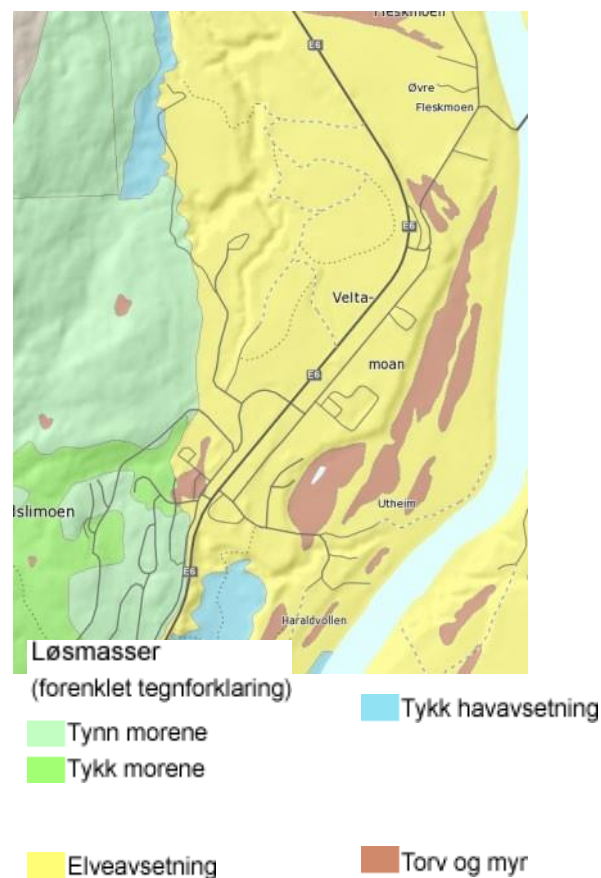 Fleskmoen
E6
Øvre
Fleskmoen
E6
Velta-
moan
E6
Utheim
E6
Haraldvollen
Løsmasser
(forenklet tegnforklaring)
Tynn morene
Tykk morene
Tykk havavsetning
Elveavsetning
Torv og myr